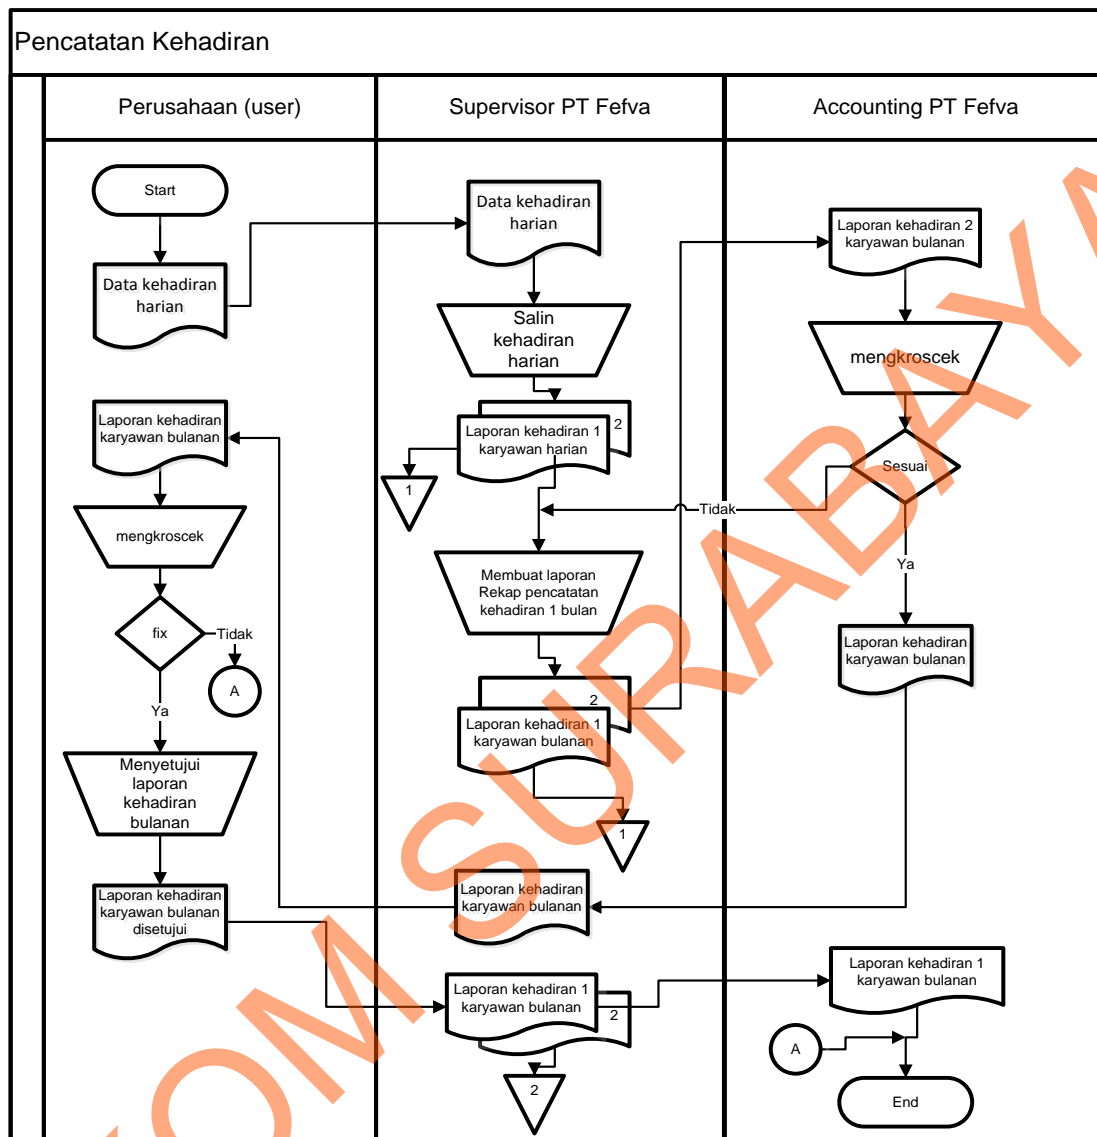 Pencatatan Kehadiran
Perusahaan (user)
Supervisor PT Fefva
Accounting PT Fefva
Start
Data kehadiran
harian
Laporan kehadiran
karyawan bulanan
mengkroscek
fix
Tidak
A
Ya
Menyetujui
laporan
kehadiran
bulanan
Laporan kehadiran
karyawan bulanan
disetujui
Data kehadiran
harian
Salin
kehadiran
harian
2
Laporan kehadiran 1
karyawan harian
1
Membuat laporan
Rekap pencatatan
kehadiran 1 bulan
2
Laporan kehadiran 1
karyawan bulanan
1
Laporan kehadiran
karyawan bulanan
Laporan kehadiran 1
karyawan bulanan
2
2
Laporan kehadiran 2
karyawan bulanan
mengkroscek
Sesuai
Tidak
Ya
Laporan kehadiran
karyawan bulanan
Laporan kehadiran 1
karyawan bulanan
A
End
OM SURABAYA